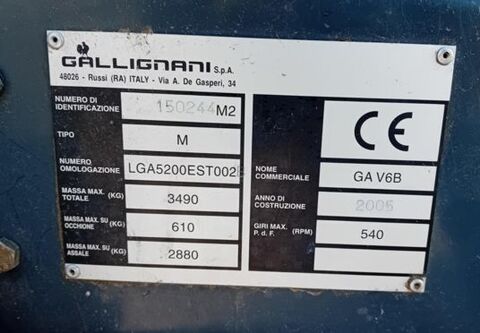 GALLIGNANI S.p.A.
48026 - Russi (RA) ITALY - Via A. De Gasperi, 34
NUMERO DI
IDENTIFICAZIONE
150244M2
TIPO
M
NUMERO
OMOLOGAZIONE
LGA5200EST002
MASSA MAX. (KG)
TOTALE
3490
MASSA MAX. SU (KG)
OCCHIONE
610
MASSA MAX. SU (KG)
ASSALE
2880
CE
NOME
COMMERCIALE
GA V6B
ANNO DI
COSTRUZIONE
2005
GIRI MAX. (RPM)
P. d. F.
540